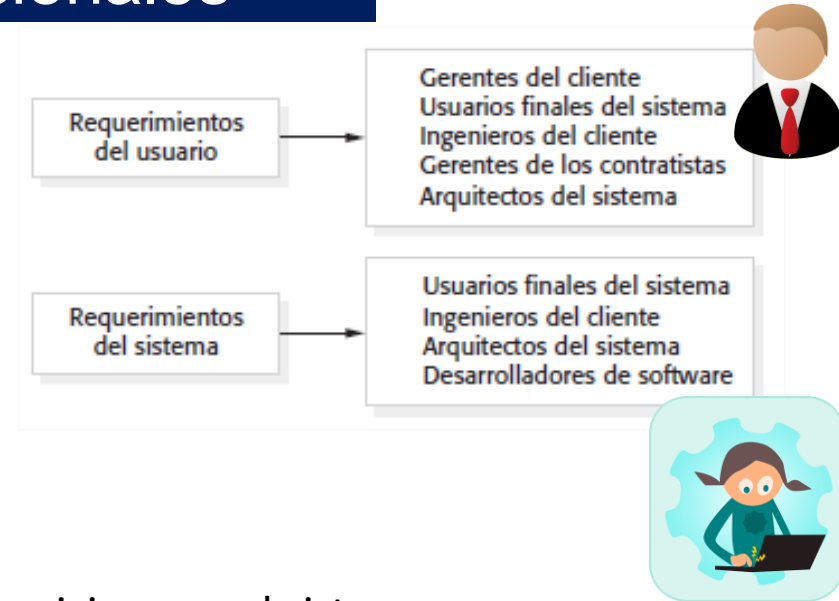 Requerimientos
del usuario
Gerentes del cliente
Usuarios finales del sistema
Ingenieros del cliente
Gerentes de los contratistas
Arquitectos del sistema
Requerimientos
del sistema
Usuarios finales del sistema
Ingenieros del cliente
Arquitectos del sistema
Desarrolladores de software